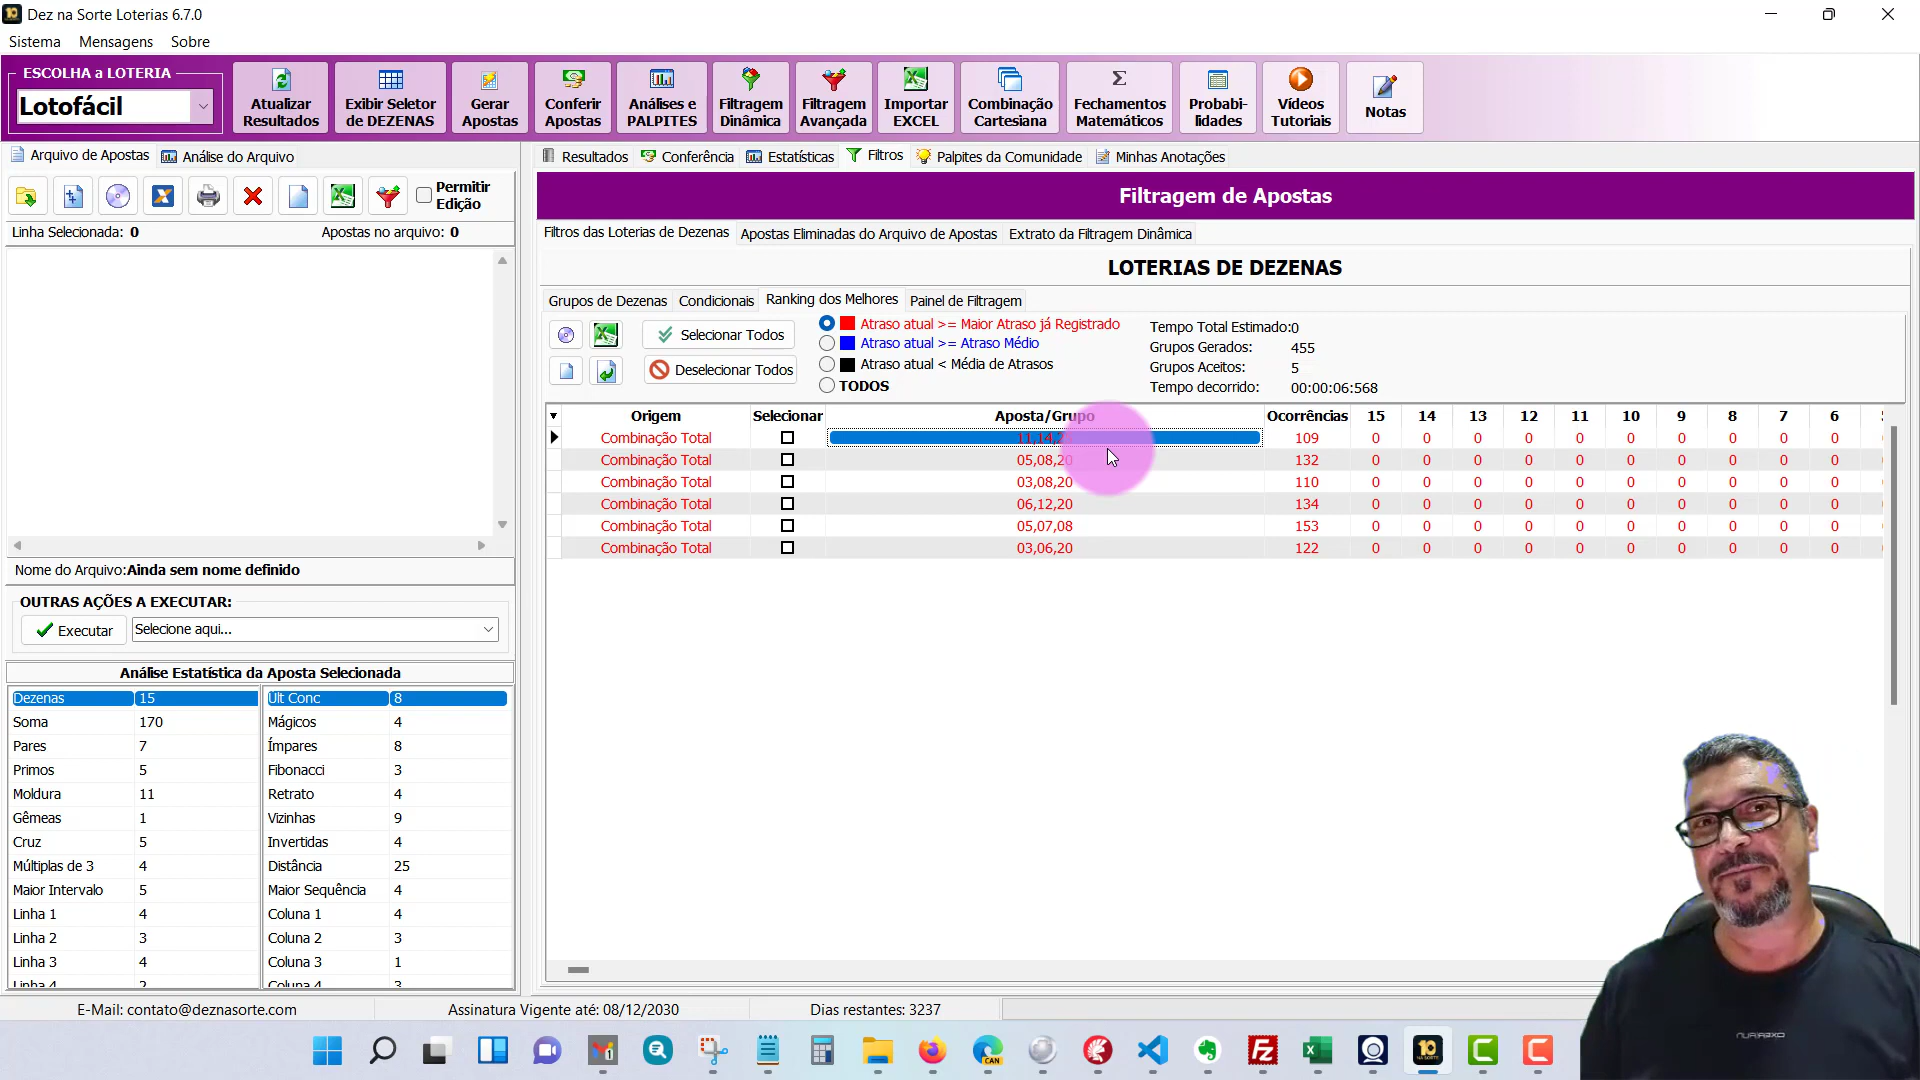 Dez na Sorte Loterias 6.7.0
Sistema Mensagens Sobre
ESCOLHA a LOTERIA
Lotofácil
Atualizar Resultados
Exibir Seletor de DEZENAS
Gerar Apostas
Conferir Apostas
Análises e PALPITES
Filtragem Dinâmica
Filtragem Avançada
Importar EXCEL
Combinação Cartesiana
Fechamentos Matemáticos
Probabi- lidades
Vídeos Tutoriais
Notas
Arquivo de Apostas Análise do Arquivo
Permitir Edição
Linha Selecionada: 0 Apostas no arquivo: 0
Nome do Arquivo:Ainda sem nome definido
OUTRAS AÇÕES A EXECUTAR:
Executar Selecione aqui...
Análise Estatística da Aposta Selecionada
Dezenas 15 Ult Conc 8
Soma 170 Mágicos 4
Pares 7 Ímpares 8
Primos 5 Fibonacci 3
Moldura 11 Retrato 4
Gêmeas 1 Vizinhas 9
Cruz 5 Invertidas 4
Múltiplas de 3 4 Distância 25
Maior Intervalo 5 Maior Sequência 4
Linha 1 4 Coluna 1 4
Linha 2 3 Coluna 2 3
Linha 3 4 Coluna 3 1
Linha 4 2 Coluna 4 3
Resultados Conferência Estatísticas Filtros Palpites da Comunidade Minhas Anotações
Filtragem de Apostas
Filtros das Loterias de Dezenas Apostas Eliminadas do Arquivo de Apostas Extrato da Filtragem Dinâmica
LOTERIAS DE DEZENAS
Grupos de Dezenas Condicionais Ranking dos Melhores Painel de Filtragem
Selecionar Todos
Deselecionar Todos
Atraso atual >= Maior Atraso já Registrado
Atraso atual >= Atraso Médio
Atraso atual < Média de Atrasos
TODOS
Tempo Total Estimado:0
Grupos Gerados: 455
Grupos Aceitos: 5
Tempo decorrido: 00:00:06:568
Origem Selecionar Aposta/Grupo Ocorrências 15 14 13 12 11 10 9 8 7 6
Combinação Total 11,14, 109 0 0 0 0 0 0 0 0 0 0
Combinação Total 05,08,20 132 0 0 0 0 0 0 0 0 0 0
Combinação Total 03,08,20 110 0 0 0 0 0 0 0 0 0 0
Combinação Total 06,12,20 134 0 0 0 0 0 0 0 0 0 0
Combinação Total 05,07,08 153 0 0 0 0 0 0 0 0 0 0
Combinação Total 03,06,20 122 0 0 0 0 0 0 0 0 0 0
E-Mail: contato@deznasorte.com Assinatura Vigente até: 08/12/2030 Dias restantes: 3237